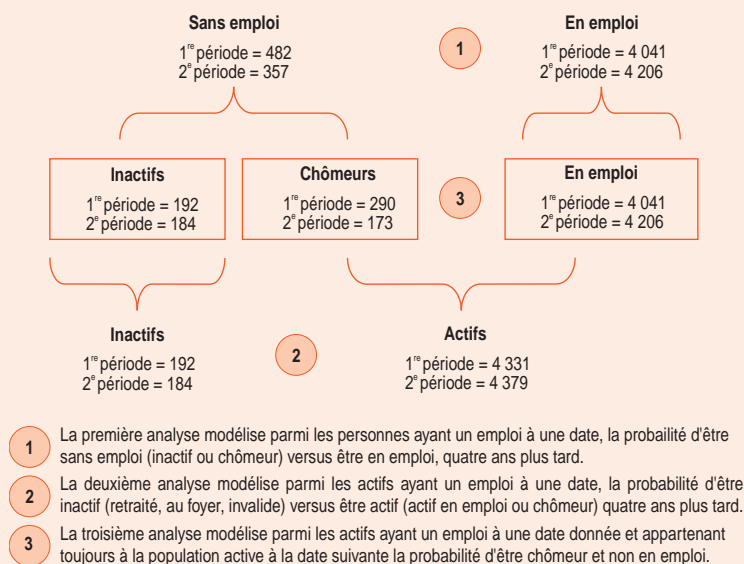 Sans emploi
1re période = 482
2e période = 357
1
En emploi
1re période = 4 041
2e période = 4 206
Inactifs
1re période = 192
2e période = 184
Chômeurs
1re période = 290
2e période = 173
3
En emploi
1re période = 4 041
2e période = 4 206
Inactifs
1re période = 192
2e période = 184
2
Actifs
1re période = 4 331
2e période = 4 379
1 La première analyse modélise parmi les personnes ayant un emploi à une date, la probailité d'être
sans emploi (inactif ou chômeur) versus être en emploi, quatre ans plus tard.
2 La deuxième analyse modélise parmi les actifs ayant un emploi à une date, la probabilité d'être
inactif (retraité, au foyer, invalide) versus être actif (actif en emploi ou chômeur) quatre ans plus tard.
3 La troisième analyse modélise parmi les actifs ayant un emploi à une date donnée et appartenant
toujours à la population active à la date suivante la probabilité d'être chômeur et non en emploi.